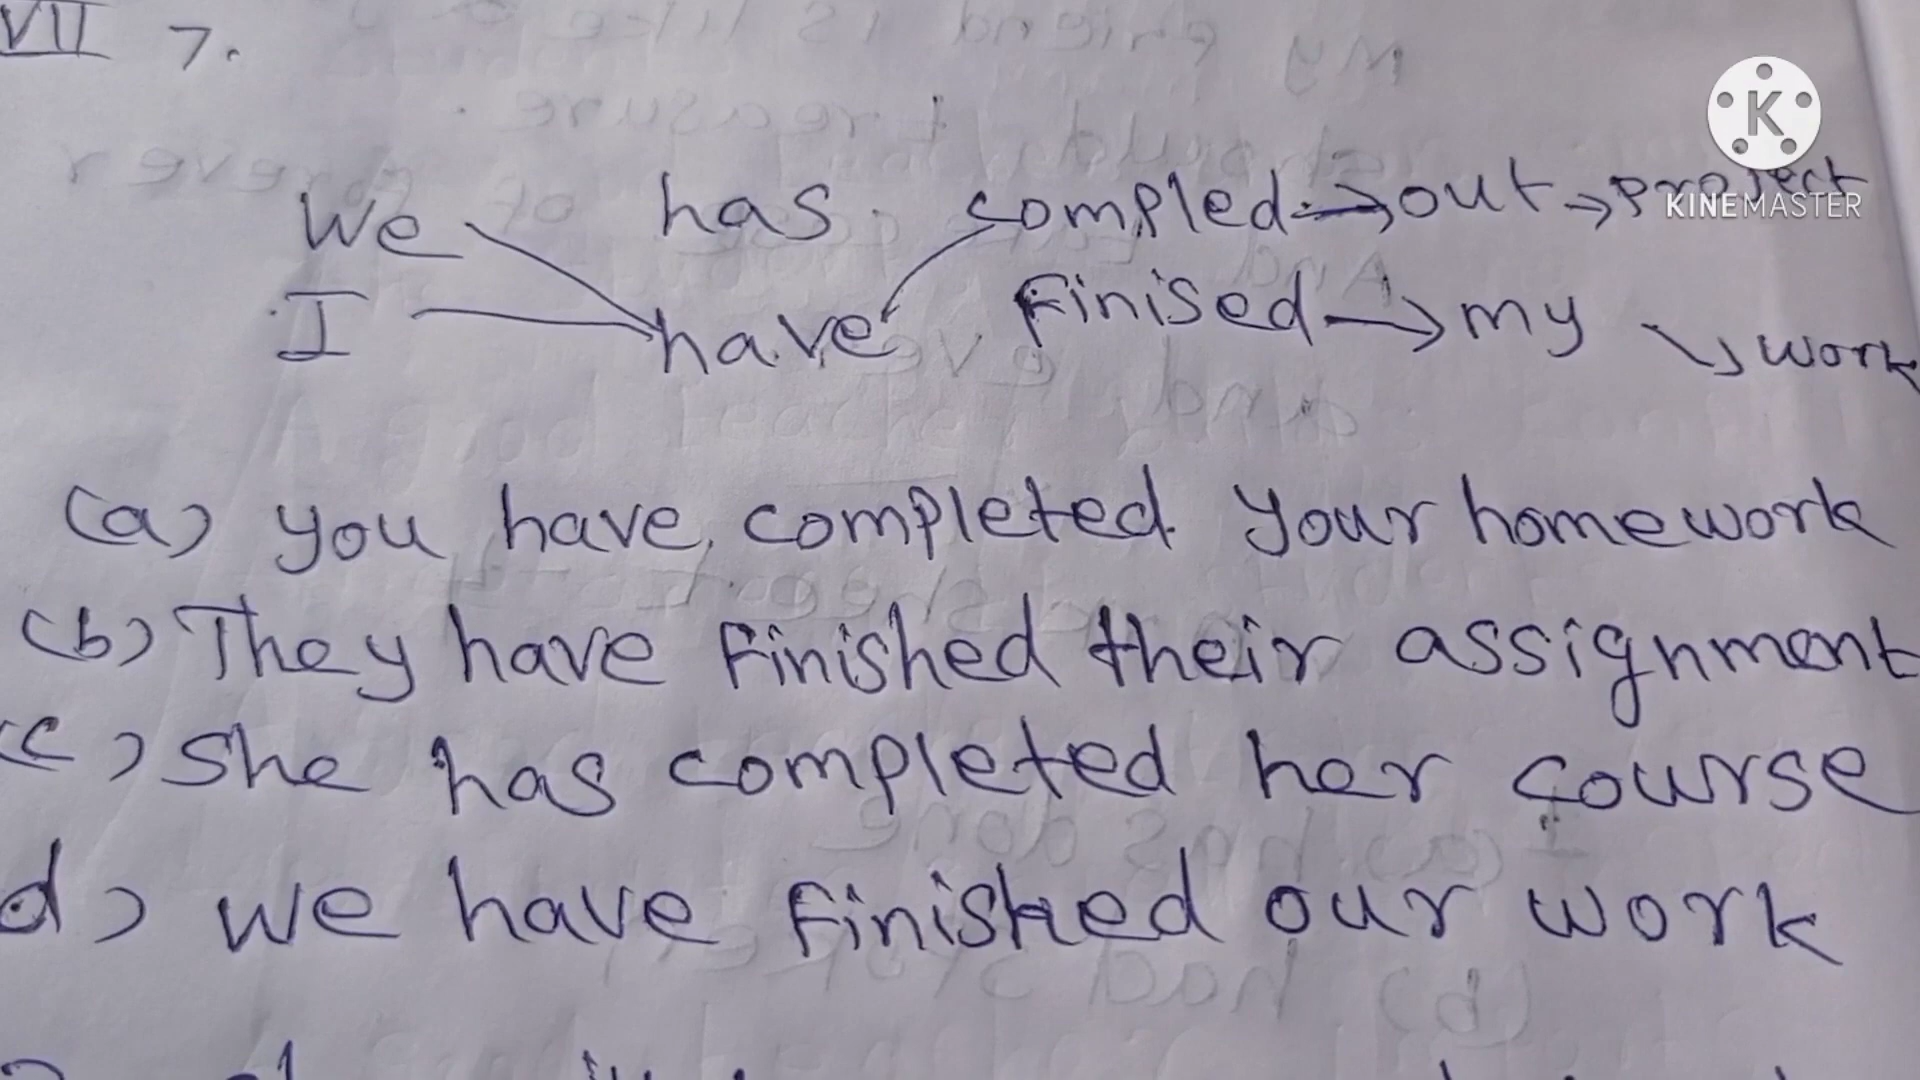 VII 7.
We has compled → out → project
I have Finised → my → work
(a) you have completed your homework
(b) They have Finished their assignment
(c) She has completed her course
d) we have Finished our work
KINEMASTER